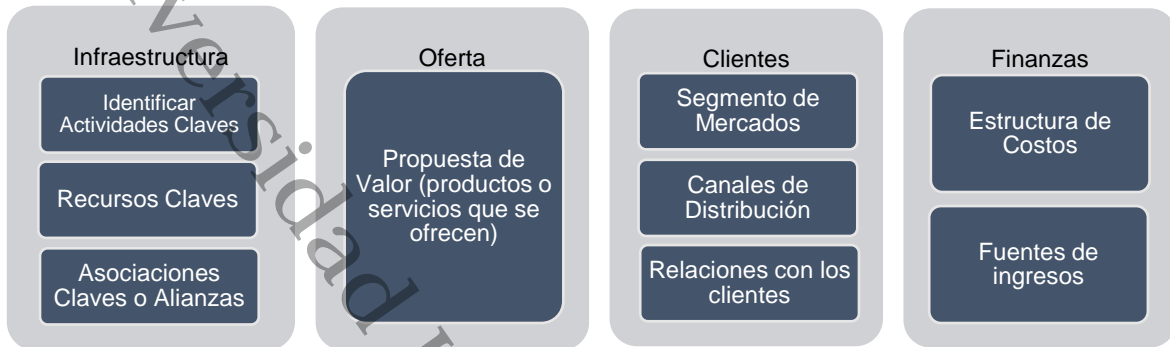 Infraestructura
Identificar
Actividades Claves
Recursos Claves
Asociaciones
Claves o Alianzas
Oferta
Propuesta de
Valor (productos o
servicios que se
ofrecen)
Clientes
Segmento de
Mercados
Canales de
Distribución
Relaciones con los
clientes
Finanzas
Estructura de
Costos
Fuentes de
ingresos
versidad